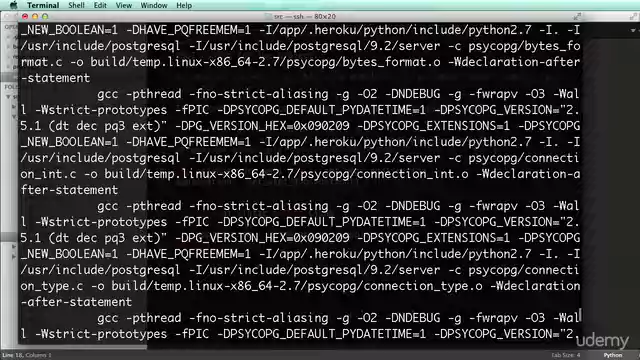 Terminal Shell Edit View Window Help
src — ssh — 80×20
_NEW_BOOLEAN=1 -DHAVE_PQFREEMEM=1 -I/app/.heroku/python/include/python2.7 -I. -I
/usr/include/postgresql -I/usr/include/postgresql/9.2/server -c psycopg/bytes_fo
rmat.c -o build/temp.linux-x86_64-2.7/psycopg/bytes_format.o -Wdeclaration-after
-statement
gcc -pthread -fno-strict-aliasing -g -O2 -DNDEBUG -g -fwrapv -O3 -Wal
l -Wstrict-prototypes -fPIC -DPSYCOPG_DEFAULT_PYDATETIME=1 -DPSYCOPG_VERSION="2.
5.1 (dt dec pq3 ext)" -DPG_VERSION_HEX=0x090209 -DPSYCOPG_EXTENSIONS=1 -DPSYCOPG
_NEW_BOOLEAN=1 -DHAVE_PQFREEMEM=1 -I/app/.heroku/python/include/python2.7 -I. -I
/usr/include/postgresql -I/usr/include/postgresql/9.2/server -c psycopg/connecti
on_int.c -o build/temp.linux-x86_64-2.7/psycopg/connection_int.o -Wdeclaration-a
fter-statement
gcc -pthread -fno-strict-aliasing -g -O2 -DNDEBUG -g -fwrapv -O3 -Wal
l -Wstrict-prototypes -fPIC -DPSYCOPG_DEFAULT_PYDATETIME=1 -DPSYCOPG_VERSION="2.
5.1 (dt dec pq3 ext)" -DPG_VERSION_HEX=0x090209 -DPSYCOPG_EXTENSIONS=1 -DPSYCOPG
_NEW_BOOLEAN=1 -DHAVE_PQFREEMEM=1 -I/app/.heroku/python/include/python2.7 -I. -I
/usr/include/postgresql -I/usr/include/postgresql/9.2/server -c psycopg/connecti
on_type.c -o build/temp.linux-x86_64-2.7/psycopg/connection_type.o -Wdeclaration
-after-statement
gcc -pthread -fno-strict-aliasing -g -O2 -DNDEBUG -g -fwrapv -O3 -Wal
l -Wstrict-prototypes -fPIC -DPSYCOPG_DEFAULT_PYDATETIME=1 -DPSYCOPG_VERSION="2.
udemy
Line 18, Column 1 Tab Size: 4 Python